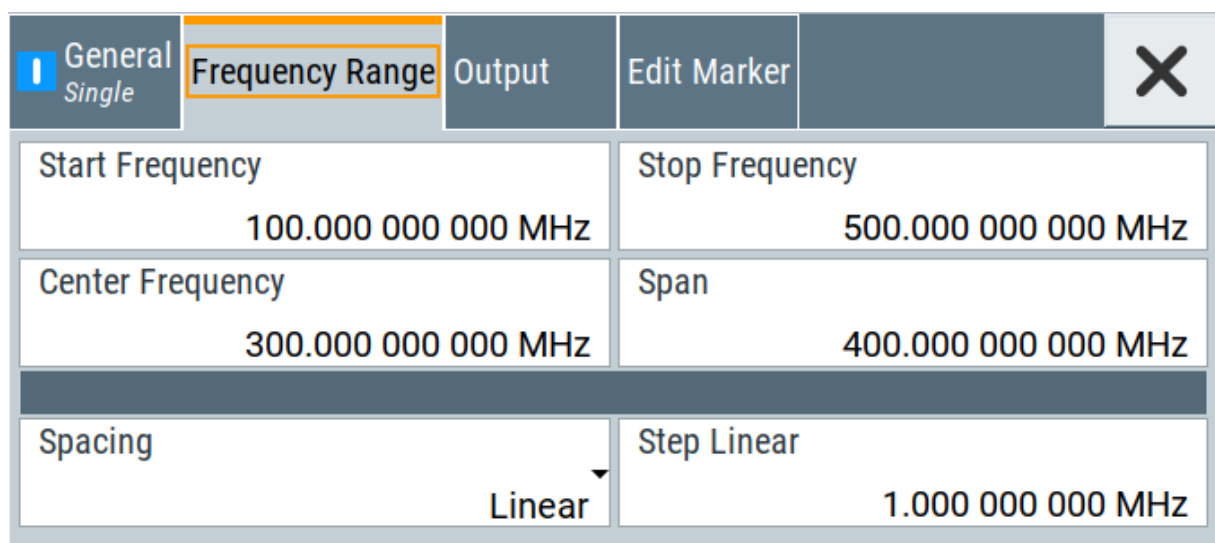 General
Single
Frequency Range
Output
Edit Marker
Start Frequency
100.000 000 000 MHz
Stop Frequency
500.000 000 000 MHz
Center Frequency
300.000 000 000 MHz
Span
400.000 000 000 MHz
Spacing
Linear
Step Linear
1.000 000 000 MHz